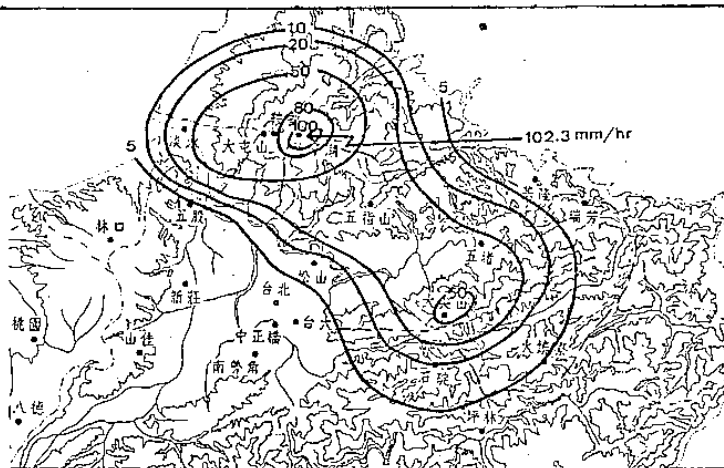 10
20
50
80
100
5
102.3 mm/hr
淡水
大屯山
5
五股
五指山
瑞芳
林口
五堵
松山
新莊
台北
50
桃園
山佳
中正橋
台大
南勢角
石碇
八德
坪林